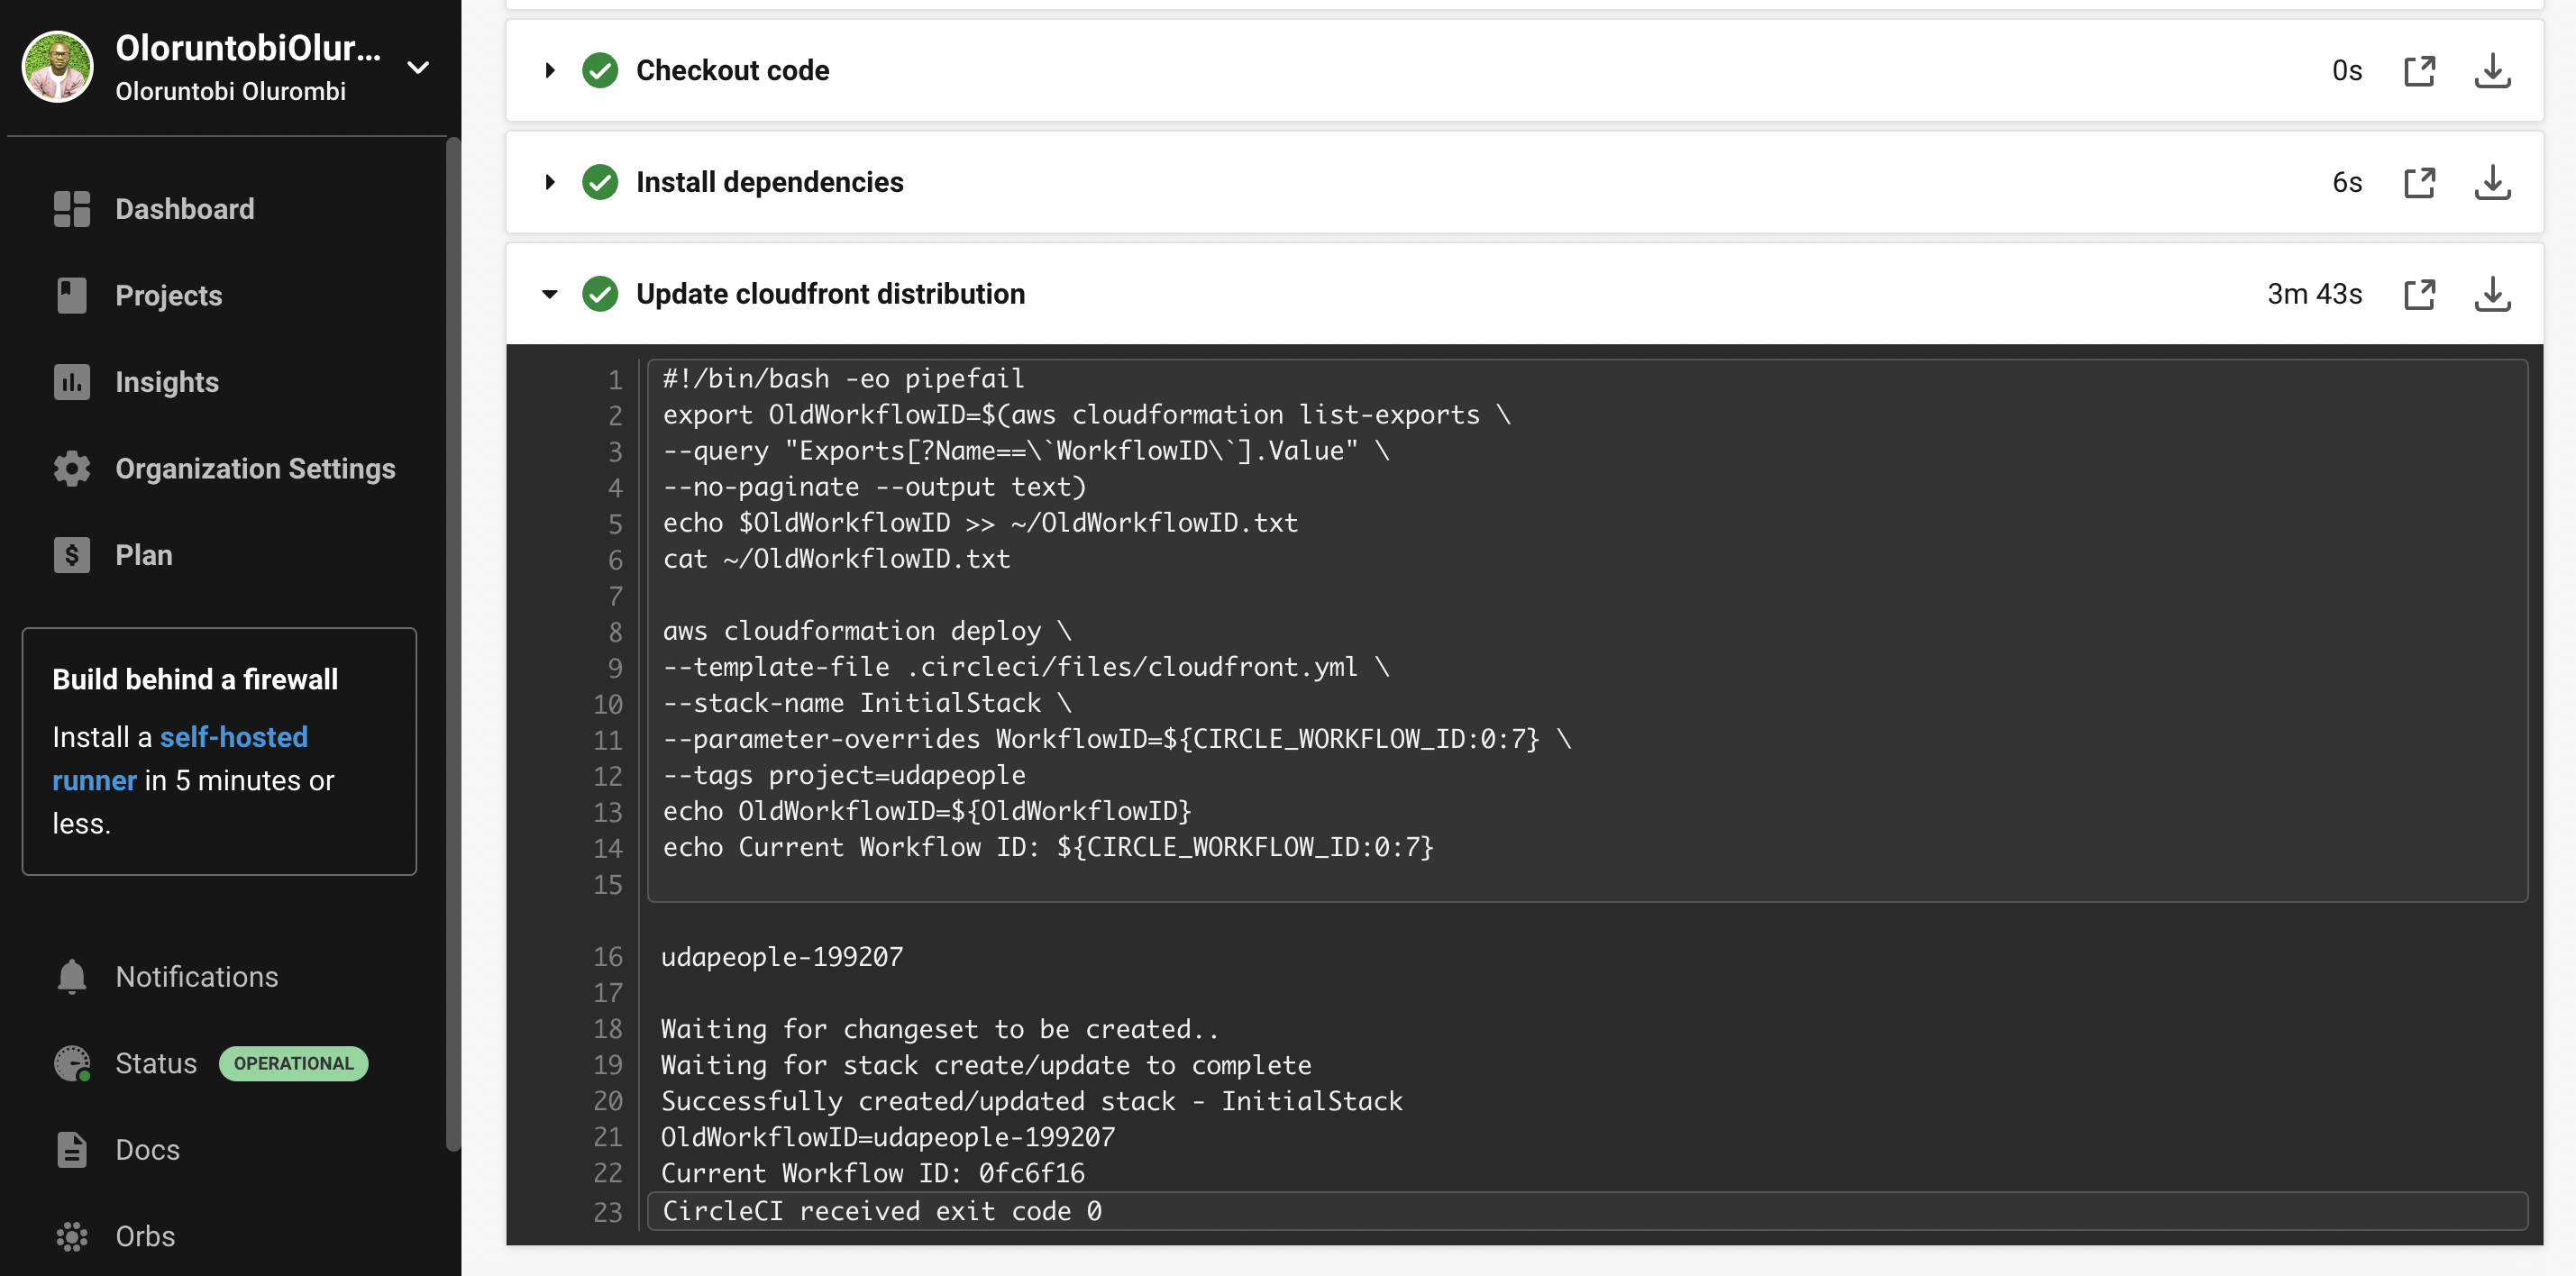 OloruntobiOlur...
Oloruntobi Olurombi
Dashboard
Projects
Insights
Organization Settings
Plan
Build behind a firewall
Install a self-hosted
runner in 5 minutes or
less.
Notifications
Status OPERATIONAL
Docs
Orbs
Checkout code 0s
Install dependencies 6s
Update cloudfront distribution 3m 43s
1 #!/bin/bash -eo pipefail
2 export OldWorkflowID=$(aws cloudformation list-exports \
3 --query "Exports[?Name==\`WorkflowID\`].Value" \
4 --no-paginate --output text)
5 echo $OldWorkflowID >> ~/OldWorkflowID.txt
6 cat ~/OldWorkflowID.txt
7
8 aws cloudformation deploy \
9 --template-file .circleci/files/cloudfront.yml \
10 --stack-name InitialStack \
11 --parameter-overrides WorkflowID=${CIRCLE_WORKFLOW_ID:0:7} \
12 --tags project=udapeople
13 echo OldWorkflowID=${OldWorkflowID}
14 echo Current Workflow ID: ${CIRCLE_WORKFLOW_ID:0:7}
15
16 udapeople-199207
17
18 Waiting for changeset to be created..
19 Waiting for stack create/update to complete
20 Successfully created/updated stack - InitialStack
21 OldWorkflowID=udapeople-199207
22 Current Workflow ID: 0fc6f16
23 CircleCI received exit code 0